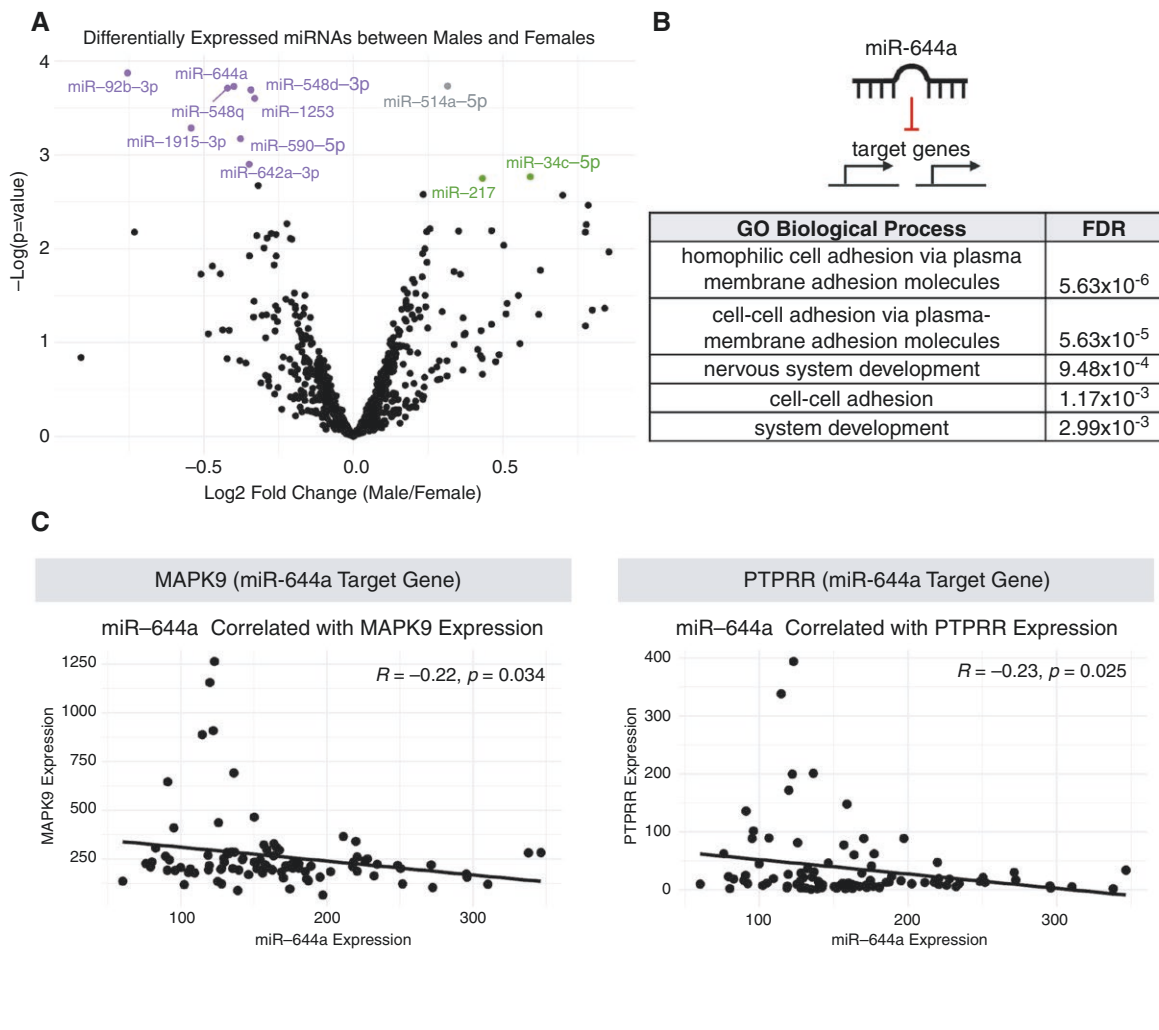 A
Differentially Expressed miRNAs between Males and Females
4
3
2
1
0
−Log(p=value)
miR−92b−3p
miR−644a
miR−548d−3p
miR−548q
miR−1253
miR−514a−5p
miR−1915−3p
miR−590−5p
miR−642a−3p
miR−34c−5p
miR−217
−0.5
0.0
0.5
Log2 Fold Change (Male/Female)
B
miR-644a
target genes
GO Biological Process FDR
homophilic cell adhesion via plasma
membrane adhesion molecules 5.63x10-6
cell-cell adhesion via plasma-
membrane adhesion molecules 5.63x10-5
nervous system development 9.48x10-4
cell-cell adhesion 1.17x10-3
system development 2.99x10-3
C
MAPK9 (miR-644a Target Gene)
miR−644a Correlated with MAPK9 Expression
R = −0.22, p = 0.034
1250
1000
750
500
250
MAPK9 Expression
100
200
300
miR−644a Expression
PTPRR (miR-644a Target Gene)
miR−644a Correlated with PTPRR Expression
R = −0.23, p = 0.025
400
300
200
100
0
PTPRR Expression
100
200
300
miR−644a Expression